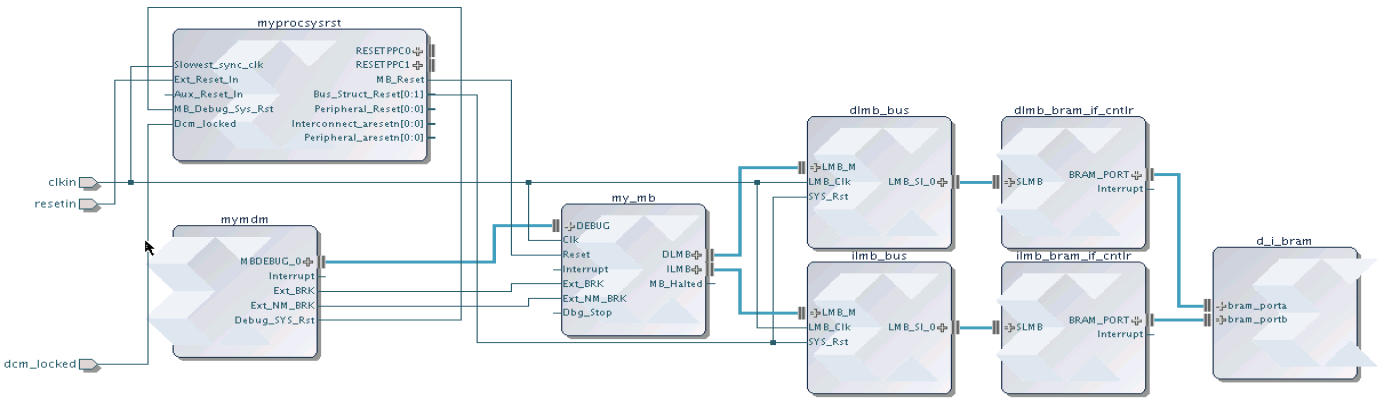 myprocsysrst
RESETPPC0
RESETPPC1
Slowest_sync_clk
Ext_Reset_In
MB_Reset
Aux_Reset_In
Bus_Struct_Reset[0:1]
MB_Debug_Sys_Rst
Peripheral_Reset[0:0]
Dcm_locked
Interconnect_aresetn[0:0]
Peripheral_aresetn[0:0]
clkin
resetin
dcm_locked
mymdm
MBDEBUG_0
Interrupt
Ext_BRK
Ext_NM_BRK
Debug_SYS_Rst
my_mb
DEBUG
Clk
Reset
DLMB
Interrupt
ILMB
Ext_BRK
MB_Halted
Ext_NM_BRK
Dbg_Stop
dlmb_bus
LMB_M
LMB_Clk
LMB_Sl_0
SYS_Rst
dlmb_bram_if_cntlr
BRAM_PORT
SLMB
Interrupt
ilmb_bus
LMB_M
LMB_Clk
LMB_Sl_0
SYS_Rst
ilmb_bram_if_cntlr
BRAM_PORT
SLMB
Interrupt
d_i_bram
bram_porta
bram_portb